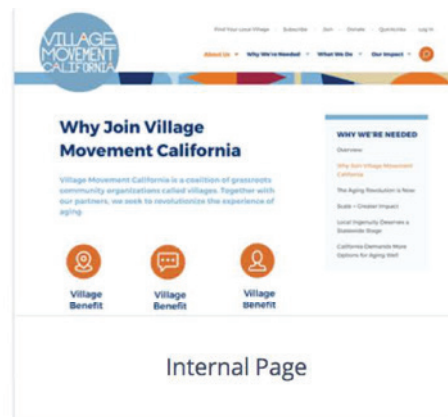 VILLAGE
MOVEMENT
CALIFORNIA
Find Your Local Village Subscribe Join Donate Quicklinks Log In
About Us Why We're Needed What We Do Our Impact
Why Join Village
Movement California
Village Movement California is a coalition of grassroots
community organizations called villages. Together with
our partners, we seek to revolutionize the experience of
aging.
Village
Benefit
Village
Benefit
Village
Benefit
WHY WE'RE NEEDED
Overview
Why Join Village Movement
California
The Aging Revolution is Now
Scale = Greater Impact
Local Ingenuity Deserves a
Statewide Stage
California Demands More
Options for Aging Well
Internal Page